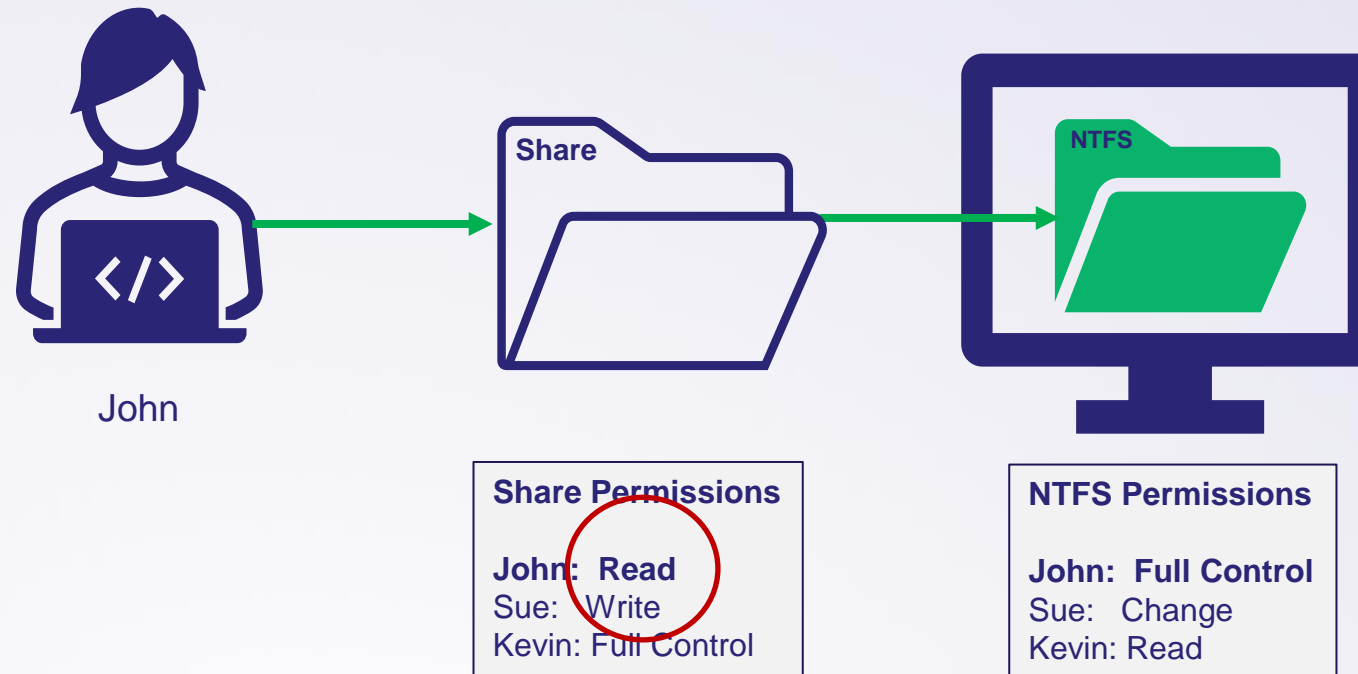 Share
NTFS
</>
John
Share Permissions
John: Read
Sue: Write
Kevin: Full Control
NTFS Permissions
John: Full Control
Sue: Change
Kevin: Read